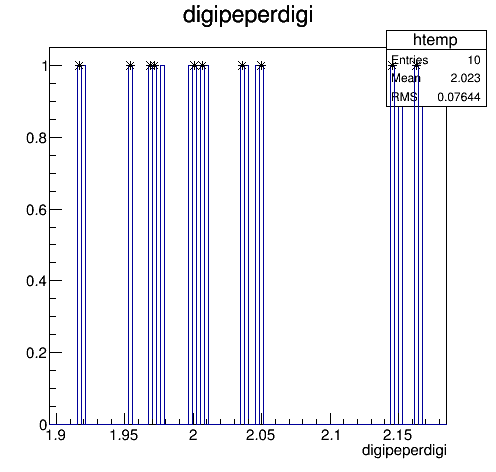 digipeperdigi
htemp
Entries 10
Mean 2.023
RMS 0.07644
1
0.8
0.6
0.4
0.2
0
1.9 1.95 2 2.05 2.1 2.15
digipeperdigi